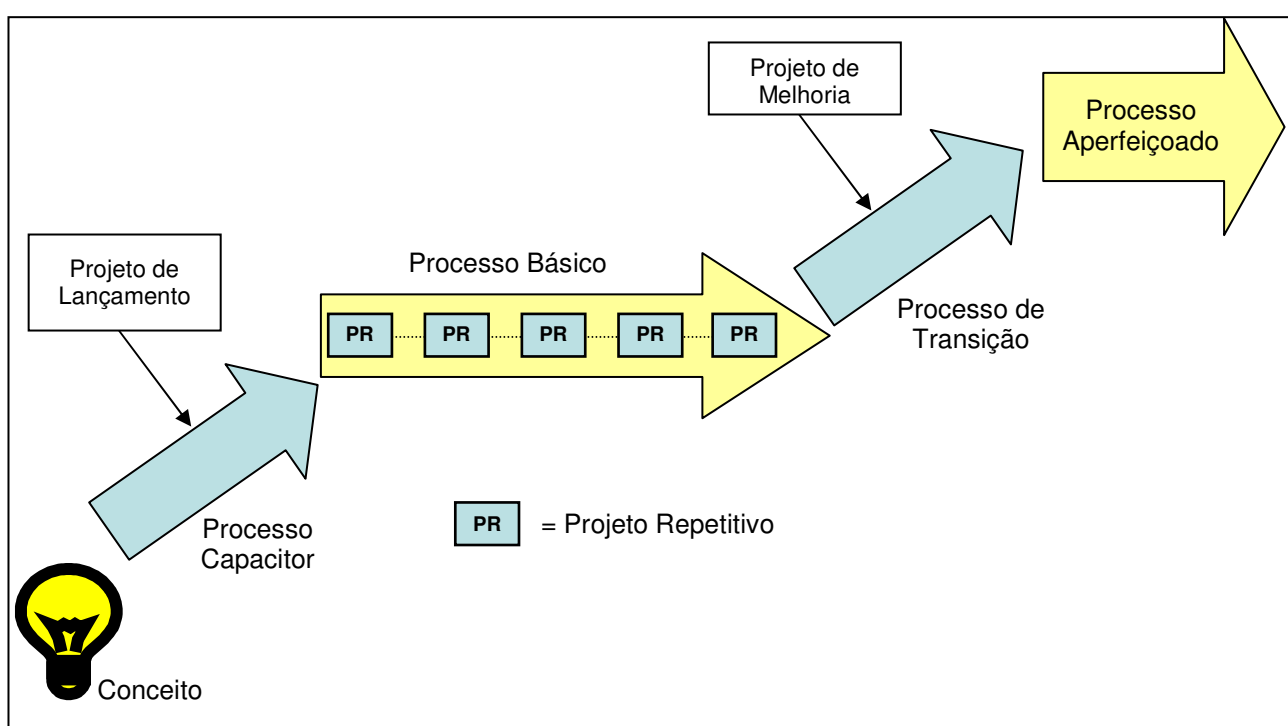 Projeto de
Melhoria
Processo
Aperfeiçoado
Projeto de
Lançamento
Processo Básico
PR
PR
PR
PR
PR
Processo de
Transição
Processo
Capacitor
PR
= Projeto Repetitivo
Conceito